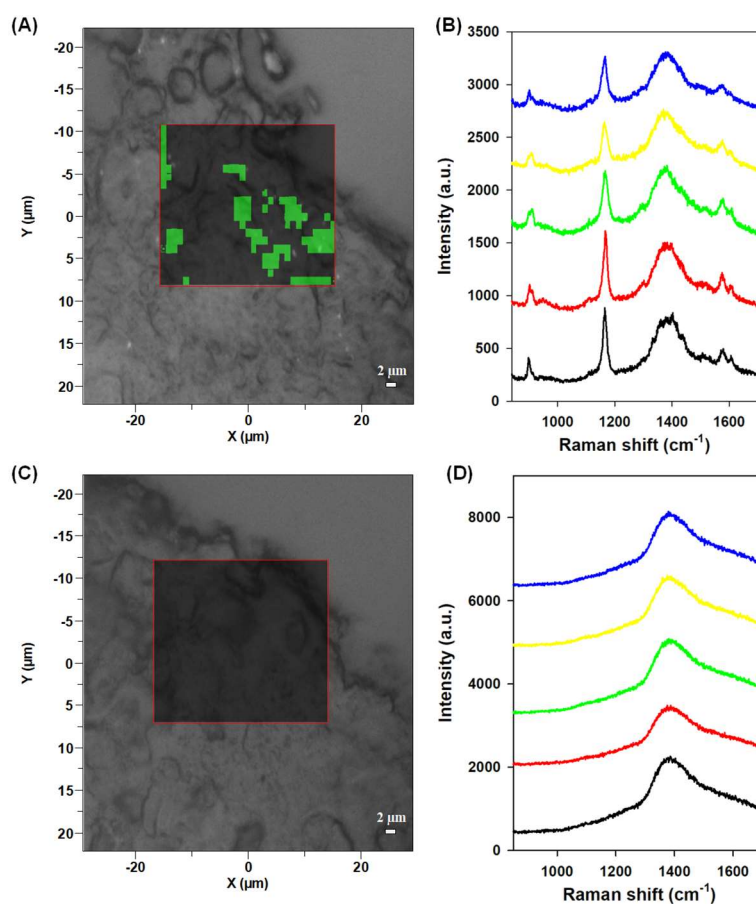 (A)
-20
-15
-10
-5
0
5
10
15
20
Y (µm)
-20 0 20
X (µm)
2 µm
(B)
3500
3000
2500
2000
1500
1000
500
0
Intensity (a.u.)
1000 1200 1400 1600
Raman shift (cm-1)
(C)
-20
-15
-10
-5
0
5
10
15
20
Y (µm)
-20 0 20
X (µm)
2 µm
(D)
8000
6000
4000
2000
0
Intensity (a.u.)
1000 1200 1400 1600
Raman shift (cm-1)